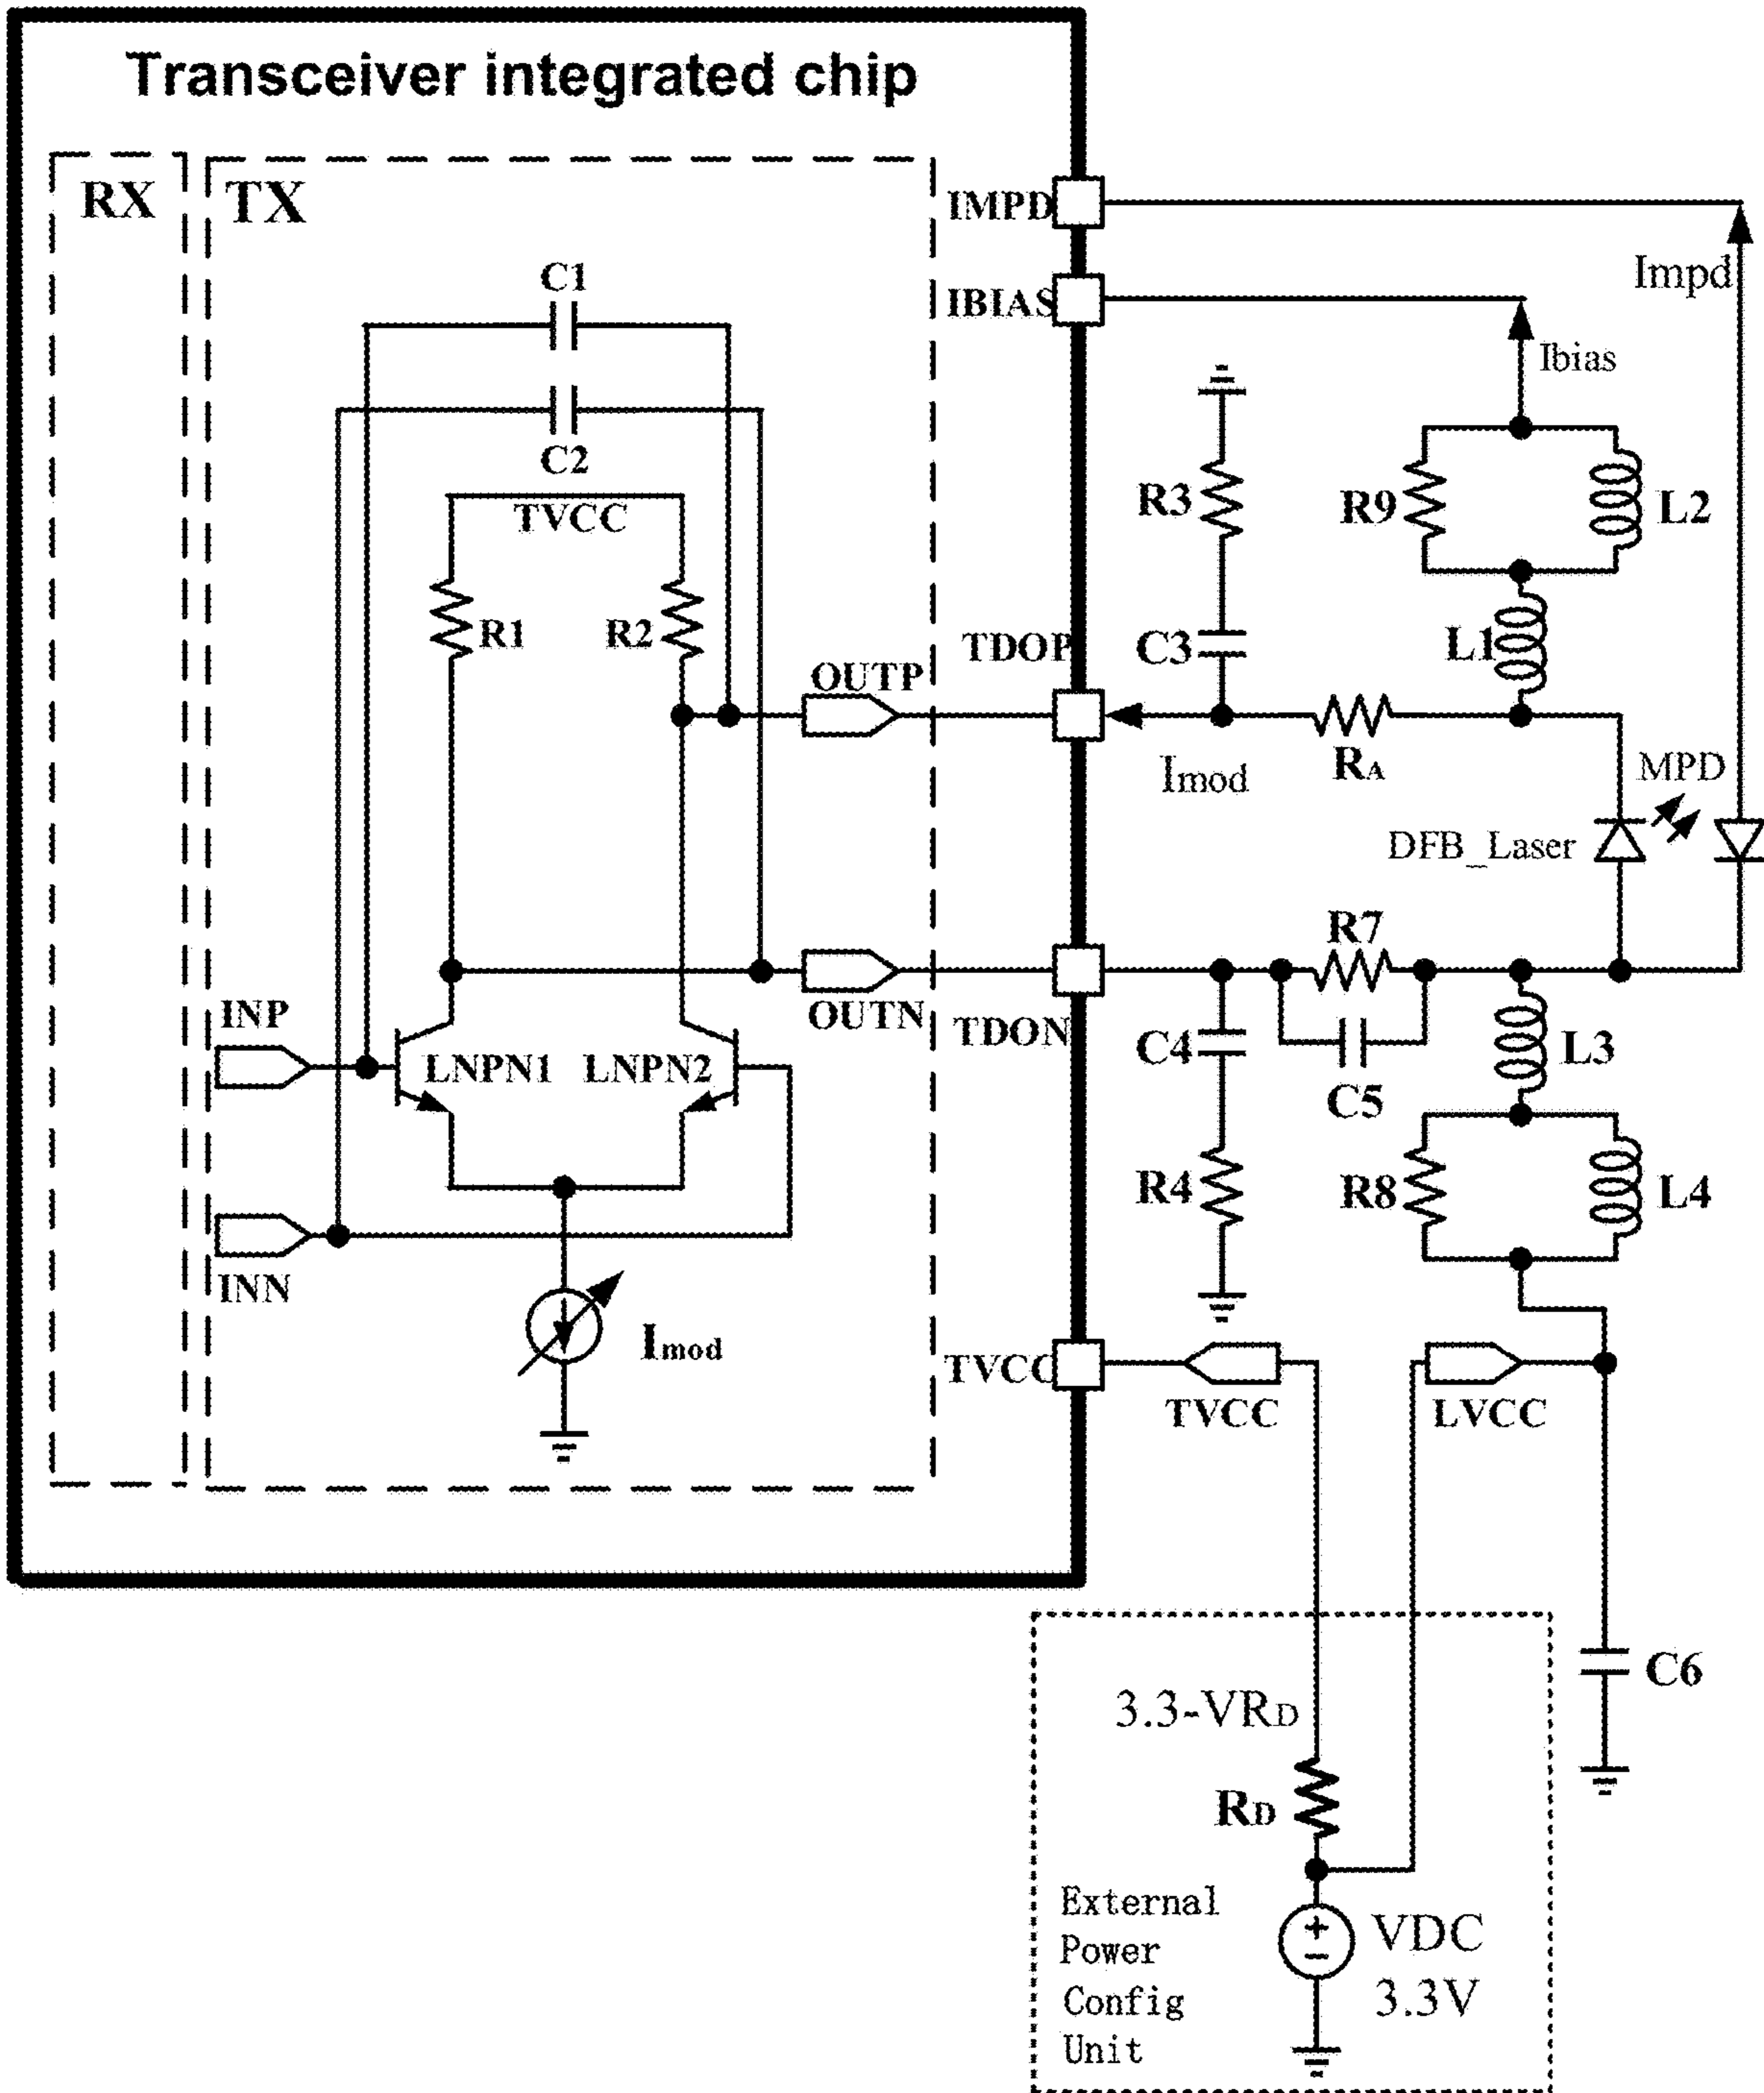 Transceiver integrated chip
RX
TX
IMPD
Impd
C1
IBIAS
Ibias
C2
R3
R9
L2
TVCC
R1
R2
TDOP
C3
L1
OUTP
Imod
RA
MPD
DFB_Laser
R7
INP
OUTN
TDON
C4
L3
LNPN1
LNPN2
C5
R4
R8
L4
INN
Imod
TVCC
TVCC
LVCC
C6
3.3-VRD
RD
External
Power
Config
Unit
VDC
3.3V